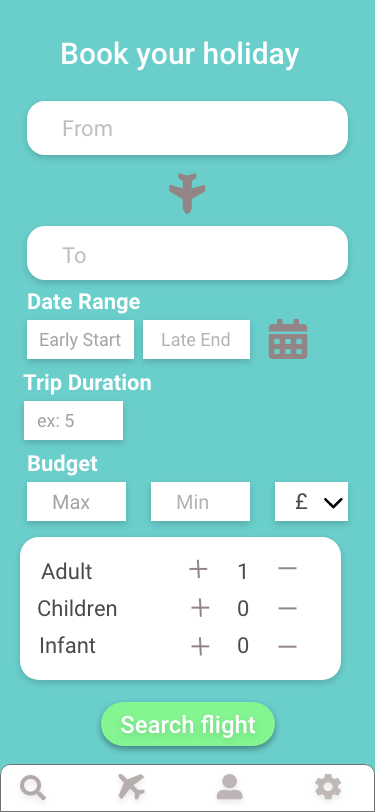 Book your holiday
From
To
Date Range
Early Start Late End
Trip Duration
ex: 5
Budget
Max Min £
Adult + 1 —
Children + 0 —
Infant + 0 —
Search flight